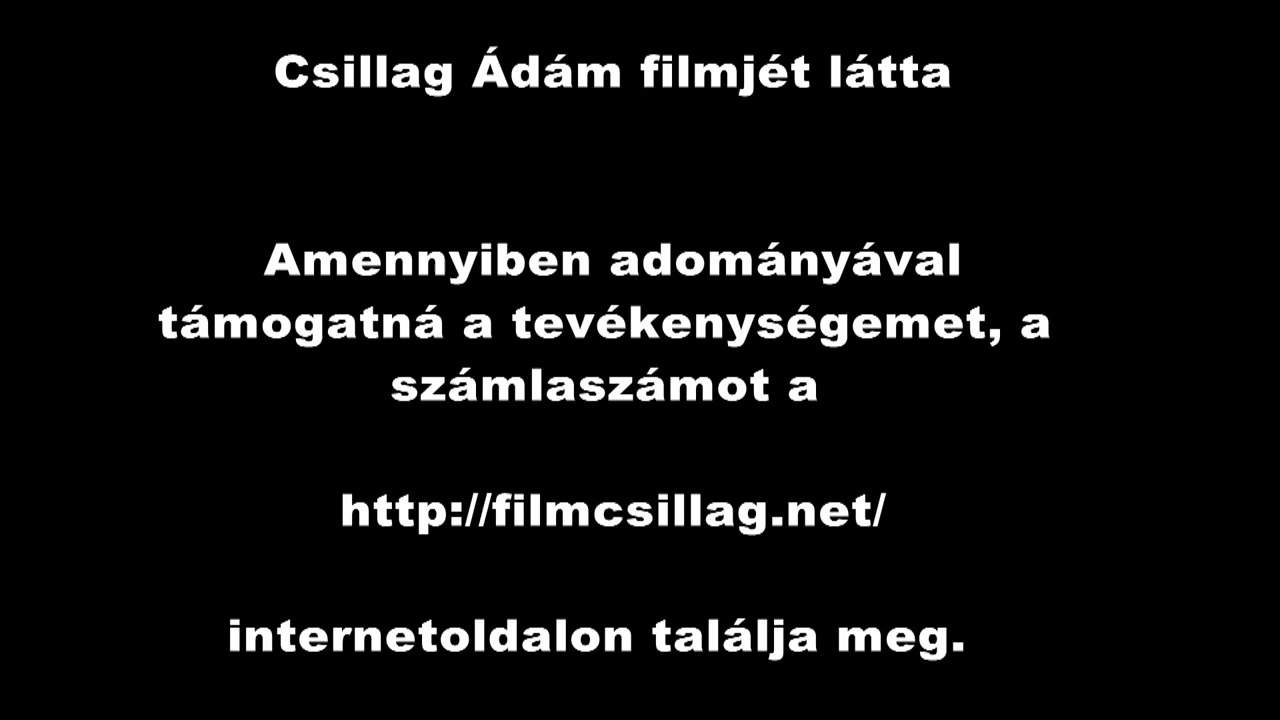 Csillag Ádám filmjét látta
Amennyiben adományával
támogatná a tevékenységemet, a
számlaszámot a
http://filmcsillag.net/
internetoldalon találja meg.